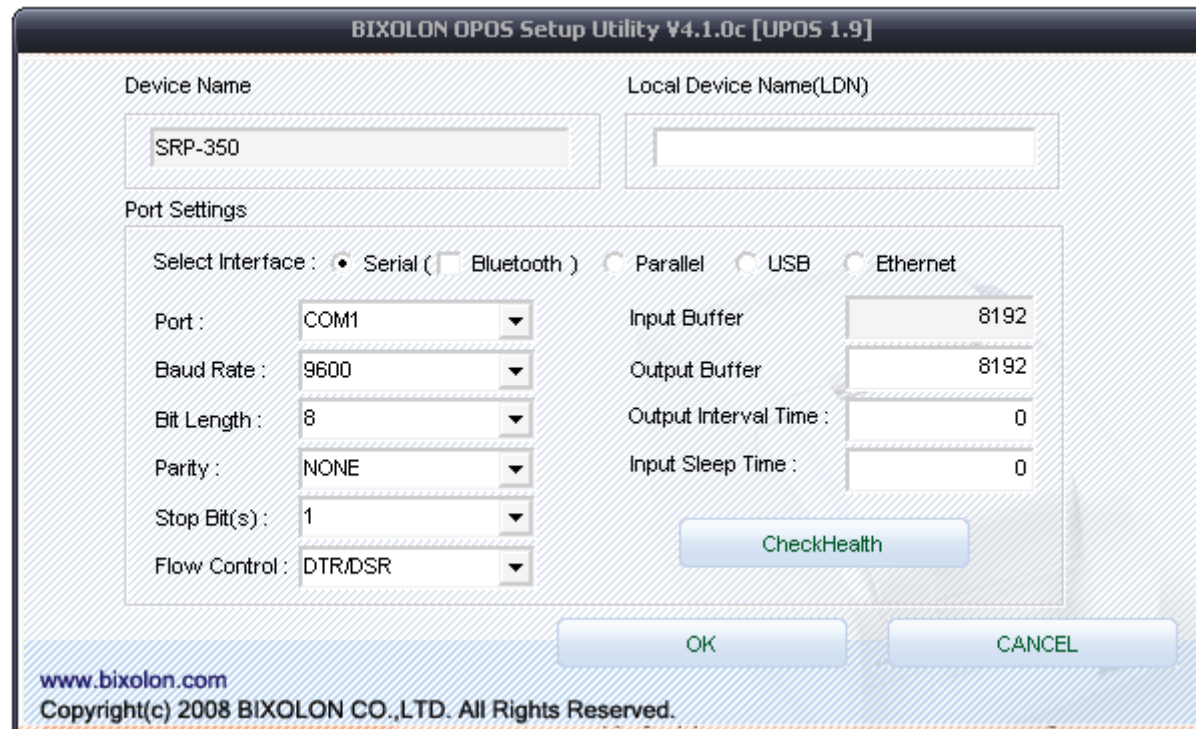 BIXOLON OPOS Setup Utility V4.1.0c [UPOS 1.9]
Device Name
Local Device Name(LDN)
SRP-350
Port Settings
Select Interface : Serial ( Bluetooth ) Parallel USB Ethernet
Port : COM1
Input Buffer 8192
Baud Rate : 9600
Output Buffer 8192
Bit Length : 8
Output Interval Time : 0
Parity : NONE
Input Sleep Time : 0
Stop Bit(s) : 1
CheckHealth
Flow Control : DTR/DSR
OK
CANCEL
www.bixolon.com
Copyright(c) 2008 BIXOLON CO.,LTD. All Rights Reserved.